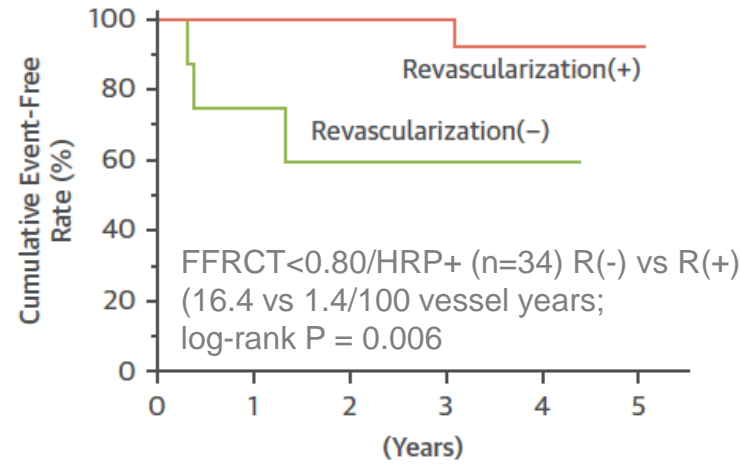 Cumulative Event-Free
Rate (%)
100
80
60
40
20
0
Revascularization(+)
Revascularization(–)
FFRCT<0.80/HRP+ (n=34) R(-) vs R(+)
(16.4 vs 1.4/100 vessel years;
log-rank P = 0.006
0 1 2 3 4 5
(Years)